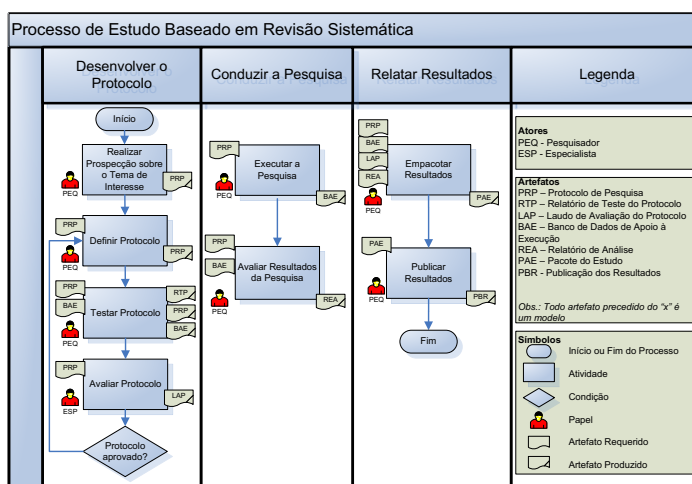 Processo de Estudo Baseado em Revisão Sistemática
Desenvolver o
Protocolo
Início
Realizar
Prospecção sobre
o Tema de
Interesse
PEQ
PRP
PRP
Definir Protocolo
PEQ
PRP
PRP
BAE
Testar Protocolo
PEQ
RTP
PRP
BAE
PRP
Avaliar Protocolo
ESP
LAP
Protocolo
aprovado?
Conduzir a Pesquisa
PRP
Executar a
Pesquisa
PEQ
BAE
PRP
BAE
Avaliar Resultados
da Pesquisa
PEQ
REA
Relatar Resultados
PRP
BAE
LAP
REA
Empacotar
Resultados
PEQ
PAE
PAE
Publicar
Resultados
PEQ
PBR
Fim
Legenda
Atores
PEQ - Pesquisador
ESP - Especialista
Artefatos
PRP – Protocolo de Pesquisa
RTP – Relatório de Teste do Protocolo
LAP – Laudo de Avaliação do Protocolo
BAE – Banco de Dados de Apoio à
Execução
REA – Relatório de Análise
PAE – Pacote do Estudo
PBR - Publicação dos Resultados
Obs.: Todo artefato precedido do “x” é
um modelo
Símbolos
Início ou Fim do Processo
Atividade
Condição
Papel
Artefato Requerido
Artefato Produzido